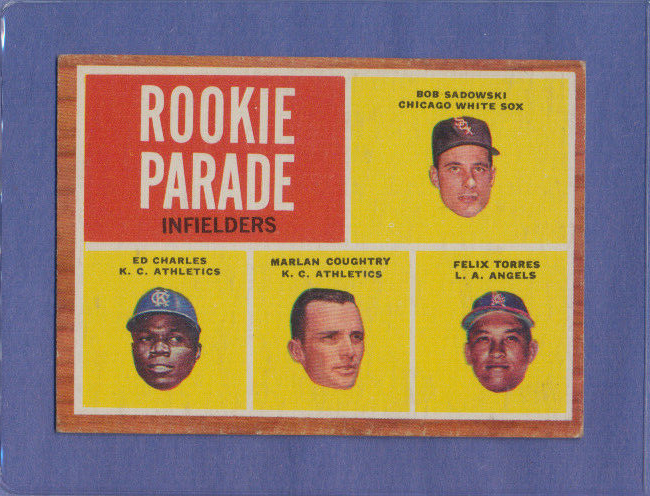 ROOKIE
PARADE
INFIELDERS
BOB SADOWSKI
CHICAGO WHITE SOX
ED CHARLES
K. C. ATHLETICS
MARLAN COUGHTRY
K. C. ATHLETICS
FELIX TORRES
L. A. ANGELS